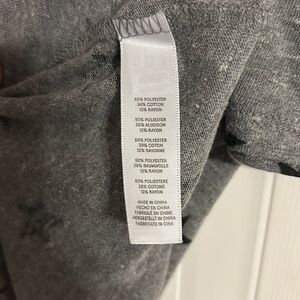 50% POLYESTER
38% COTTON
12% RAYON
50% POLIESTER
38% ALGODON
12% RAYON
50% POLYESTER
38% COTON
12% RAYONNE
50% POLYESTER
38% BAUMWOLLE
12% RAYON
50% POLIESTERE
38% COTONE
12% RAYON
MADE IN CHINA
HECHO EN CHINA
FABRIQUÉ EN CHINE
HERGESTELLT IN CHINA
FABBRICATO IN CINA